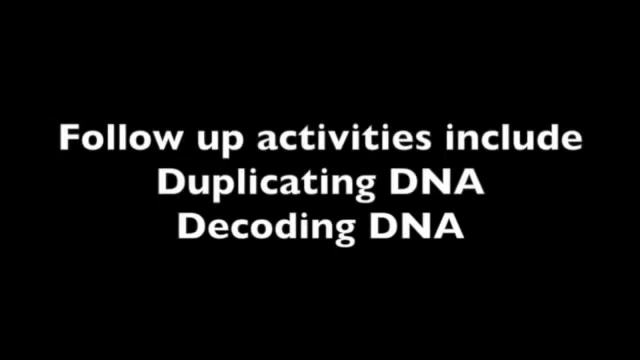 Follow up activities include
Duplicating DNA
Decoding DNA